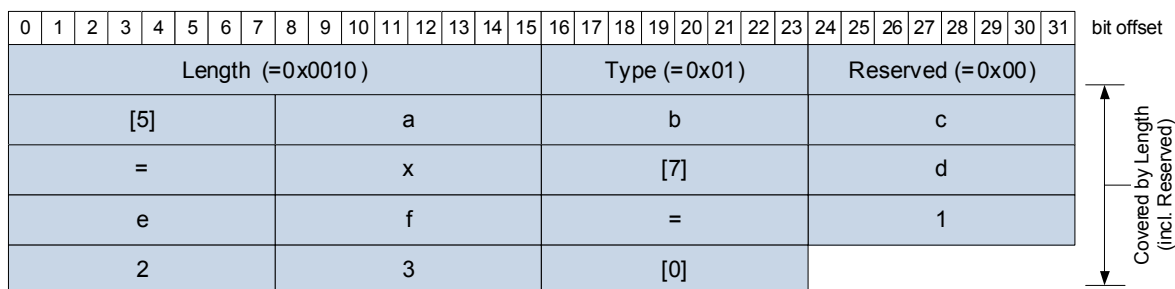 0 1 2 3 4 5 6 7 8 9 10 11 12 13 14 15 16 17 18 19 20 21 22 23 24 25 26 27 28 29 30 31 bit offset
Length (=0x0010) Type (=0x01) Reserved (=0x00)
[5] a b c
= x [7] d
e f = 1
2 3 [0]
Covered by Length
(incl. Reserved)